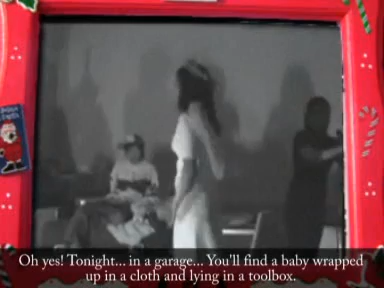 Oh yes! Tonight... in a garage... You'll find a baby wrapped
up in a cloth and lying in a toolbox.